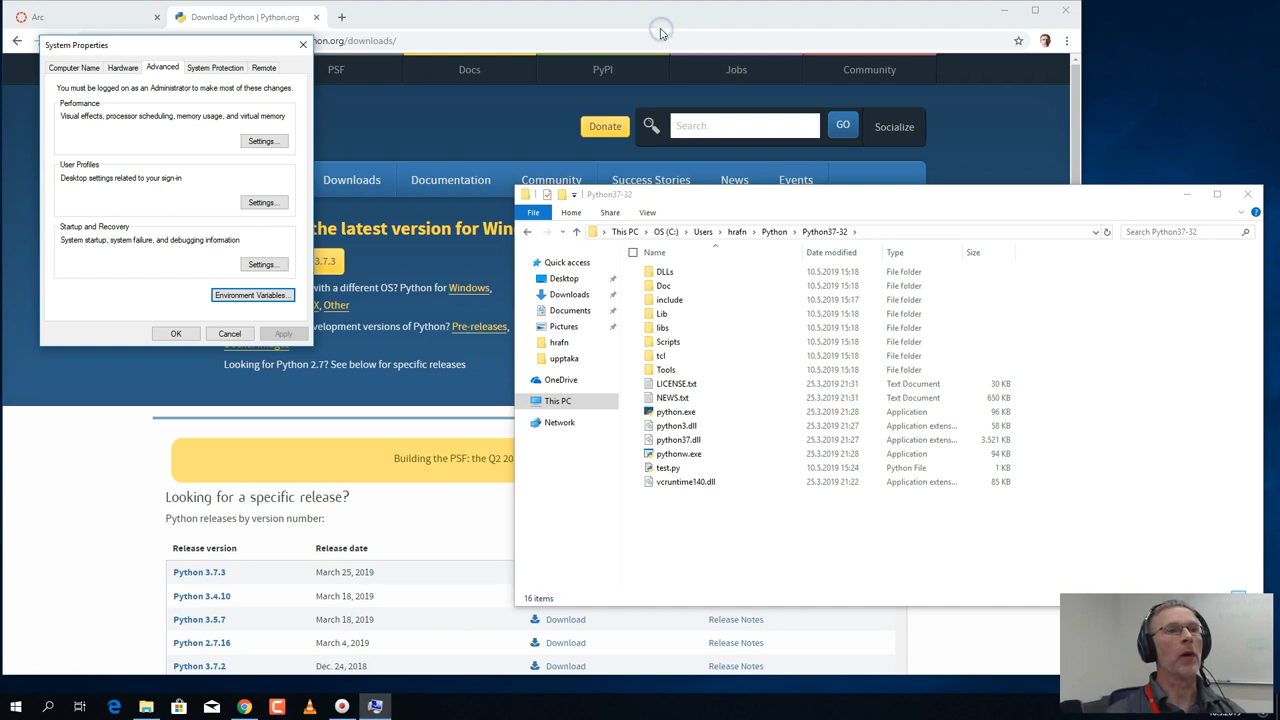 Arc
Download Python | Python.org
hon.org/downloads/
System Properties
Computer Name Hardware Advanced System Protection Remote
You must be logged on as an Administrator to make most of these changes.
Performance
Visual effects, processor scheduling, memory usage, and virtual memory
Settings...
User Profiles
Desktop settings related to your sign-in
Settings...
Startup and Recovery
System startup, system failure, and debugging information
Settings...
Environment Variables...
OK Cancel Apply
PSF Docs PyPI Jobs Community
Donate Search GO Socialize
Downloads Documentation Community Success Stories News Events
the latest version for Win
3.7.3
with a different OS? Python for Windows,
X, Other
elopment versions of Python? Pre-releases,
Looking for Python 2.7? See below for specific releases
Building the PSF: the Q2 20
Looking for a specific release?
Python releases by version number:
Release version Release date
Python 3.7.3 March 25, 2019
Python 3.4.10 March 18, 2019
Python 3.5.7 March 18, 2019 Download Release Notes
Python 2.7.16 March 4, 2019 Download Release Notes
Python 3.7.2 Dec. 24, 2018 Download Release Notes
Python37-32
File Home Share View
This PC OS (C:) Users hrafn Python Python37-32
Search Python37-32
Quick access
Desktop
Downloads
Documents
Pictures
hrafn
upptaka
OneDrive
This PC
Network
Name Date modified Type Size
DLLs 10.5.2019 15:18 File folder
Doc 10.5.2019 15:18 File folder
include 10.5.2019 15:17 File folder
Lib 10.5.2019 15:18 File folder
libs 10.5.2019 15:18 File folder
Scripts 10.5.2019 15:18 File folder
tcl 10.5.2019 15:18 File folder
Tools 10.5.2019 15:18 File folder
LICENSE.txt 25.3.2019 21:31 Text Document 30 KB
NEWS.txt 25.3.2019 21:31 Text Document 650 KB
python.exe 25.3.2019 21:28 Application 96 KB
python3.dll 25.3.2019 21:27 Application extens... 58 KB
python37.dll 25.3.2019 21:27 Application extens... 3.521 KB
pythonw.exe 25.3.2019 21:28 Application 94 KB
test.py 10.5.2019 15:24 Python File 1 KB
vcruntime140.dll 25.3.2019 21:22 Application extens... 85 KB
16 items